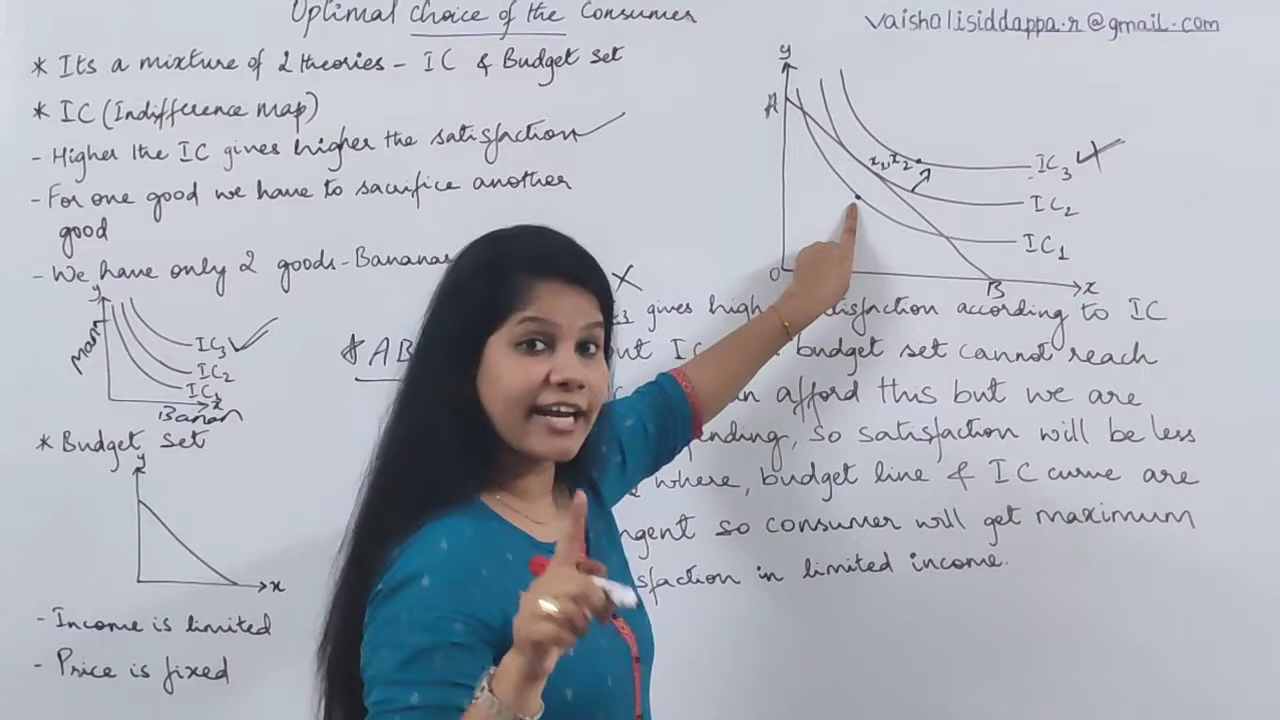 Optimal choice of the Consumer
vaishalisiddappa.r@gmail.com
* Its a mixture of 2 theories - IC & Budget set
* IC (Indifference map)
- Higher the IC gives higher the satisfaction
- For one good we have to sacrifice another
good
- We have only 2 goods - Bananas
y
Man
IC3
IC2
IC1
Banan
x
* Budget set
y
x
- Income is limited
- Price is fixed
y
A
x1, x2
IC3
IC2
IC1
O
B
x
* AB
gives high satisfaction according to IC
but IC budget set cannot reach
afford this but we are
so satisfaction will be less
where, budget line & IC curve are
so consumer will get maximum
in limited income.